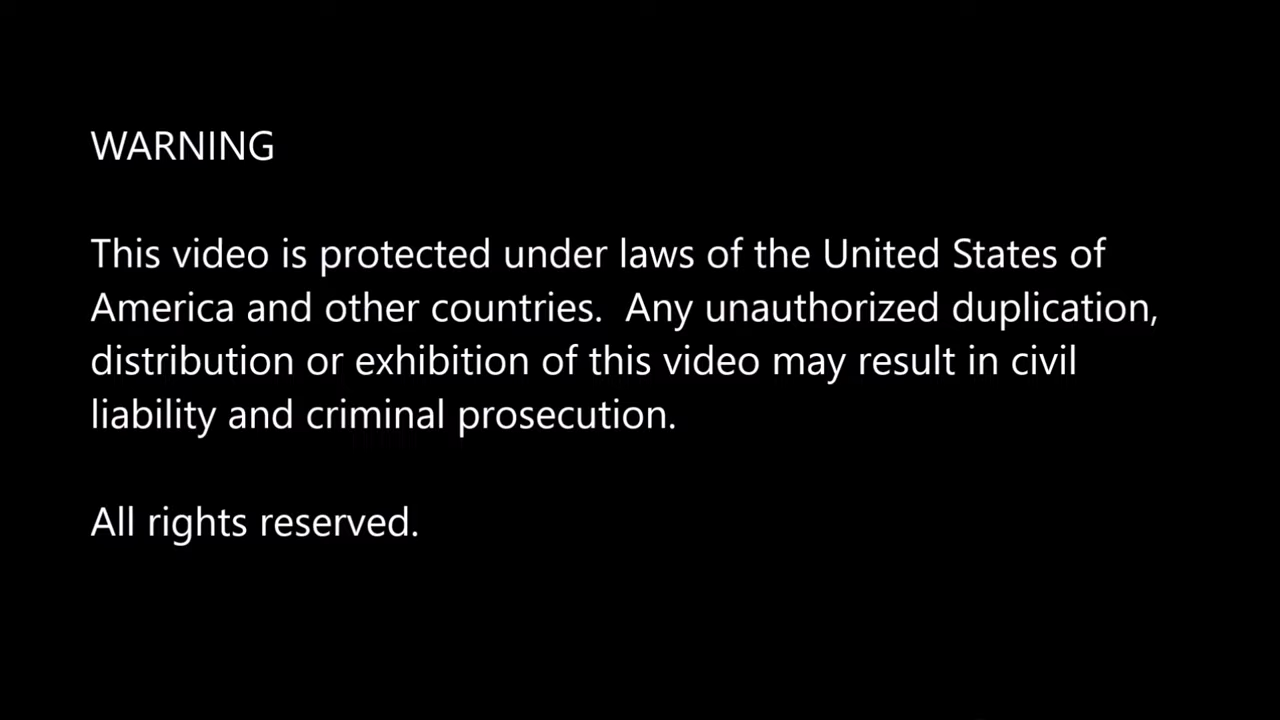 WARNING
This video is protected under laws of the United States of
America and other countries.  Any unauthorized duplication,
distribution or exhibition of this video may result in civil
liability and criminal prosecution.
All rights reserved.